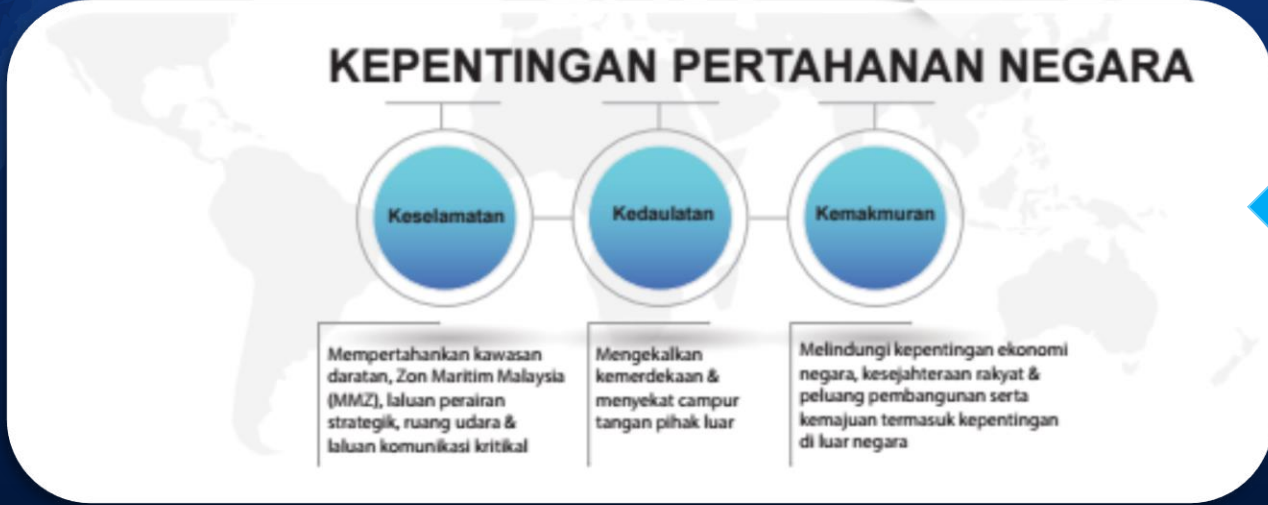 KEPENTINGAN PERTAHANAN NEGARA
Keselamatan
Mempertahankan kawasan
daratan, Zon Maritim Malaysia
(MMZ), laluan perairan
strategik, ruang udara &
laluan komunikasi kritikal
Kedaulatan
Mengekalkan
kemerdekaan &
menyekat campur
tangan pihak luar
Kemakmuran
Melindungi kepentingan ekonomi
negara, kesejahteraan rakyat &
peluang pembangunan serta
kemajuan termasuk kepentingan
di luar negara